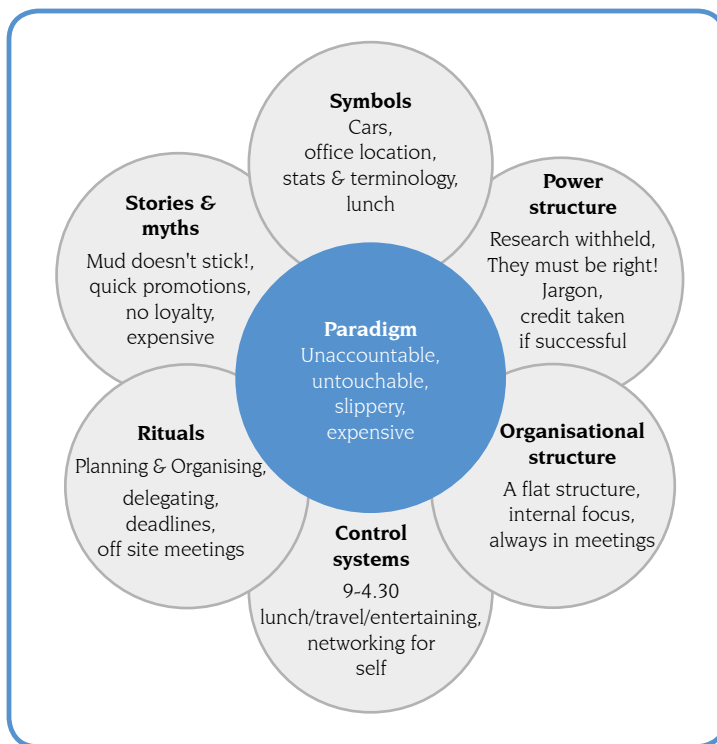 Symbols
Cars,
office location,
stats & terminology,
lunch
Power
structure
Research withheld,
They must be right!
Jargon,
credit taken
if successful
Organisational
structure
A flat structure,
internal focus,
always in meetings
Control
systems
9-4.30
lunch/travel/entertaining,
networking for
self
Rituals
Planning & Organising,
delegating,
deadlines,
off site meetings
Stories &
myths
Mud doesn't stick!,
quick promotions,
no loyalty,
expensive
Paradigm
Unaccountable,
untouchable,
slippery,
expensive